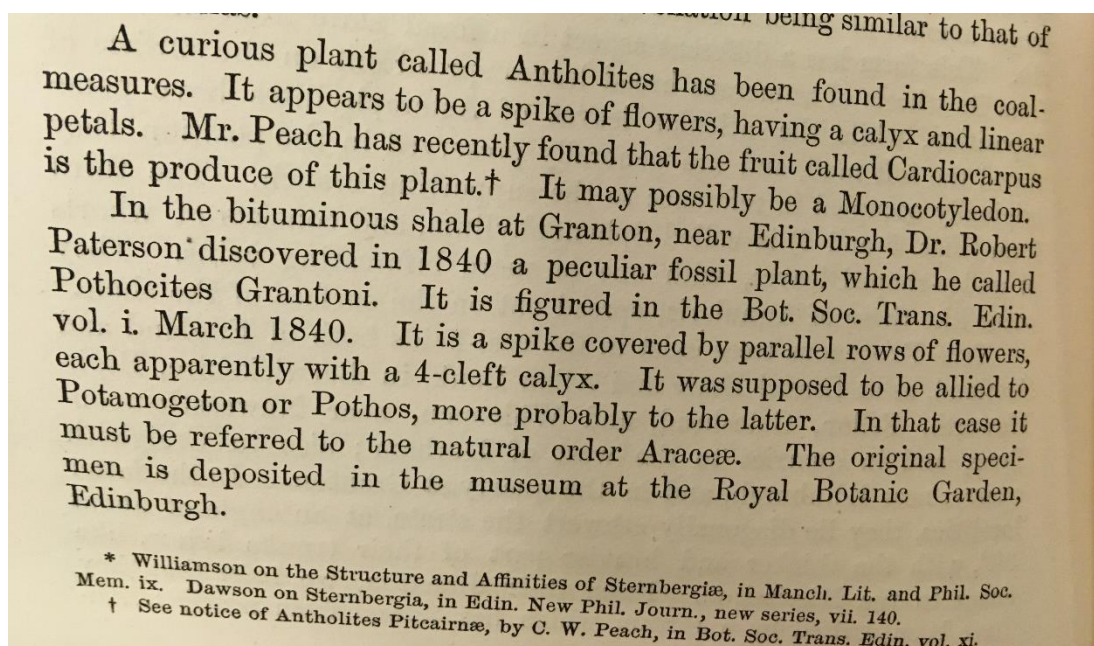 being similar to that of
A curious plant called Antholites has been found in the coal-
measures. It appears to be a spike of flowers, having a calyx and linear
petals. Mr. Peach has recently found that the fruit called Cardiocarpus
is the produce of this plant.† It may possibly be a Monocotyledon.
In the bituminous shale at Granton, near Edinburgh, Dr. Robert
Paterson discovered in 1840 a peculiar fossil plant, which he called
Pothocites Grantoni. It is figured in the Bot. Soc. Trans. Edin.
vol. i. March 1840. It is a spike covered by parallel rows of flowers,
each apparently with a 4-cleft calyx. It was supposed to be allied to
Potamogeton or Pothos, more probably to the latter. In that case it
must be referred to the natural order Araceæ. The original speci-
men is deposited in the museum at the Royal Botanic Garden,
Edinburgh.
* Williamson on the Structure and Affinities of Sternbergiæ, in Manch. Lit. and Phil. Soc.
Mem. ix. Dawson on Sternbergia, in Edin. New Phil. Journ., new series, vii. 140.
† See notice of Antholites Pitcairnæ, by C. W. Peach, in Bot. Soc. Trans. Edin. vol. xi.